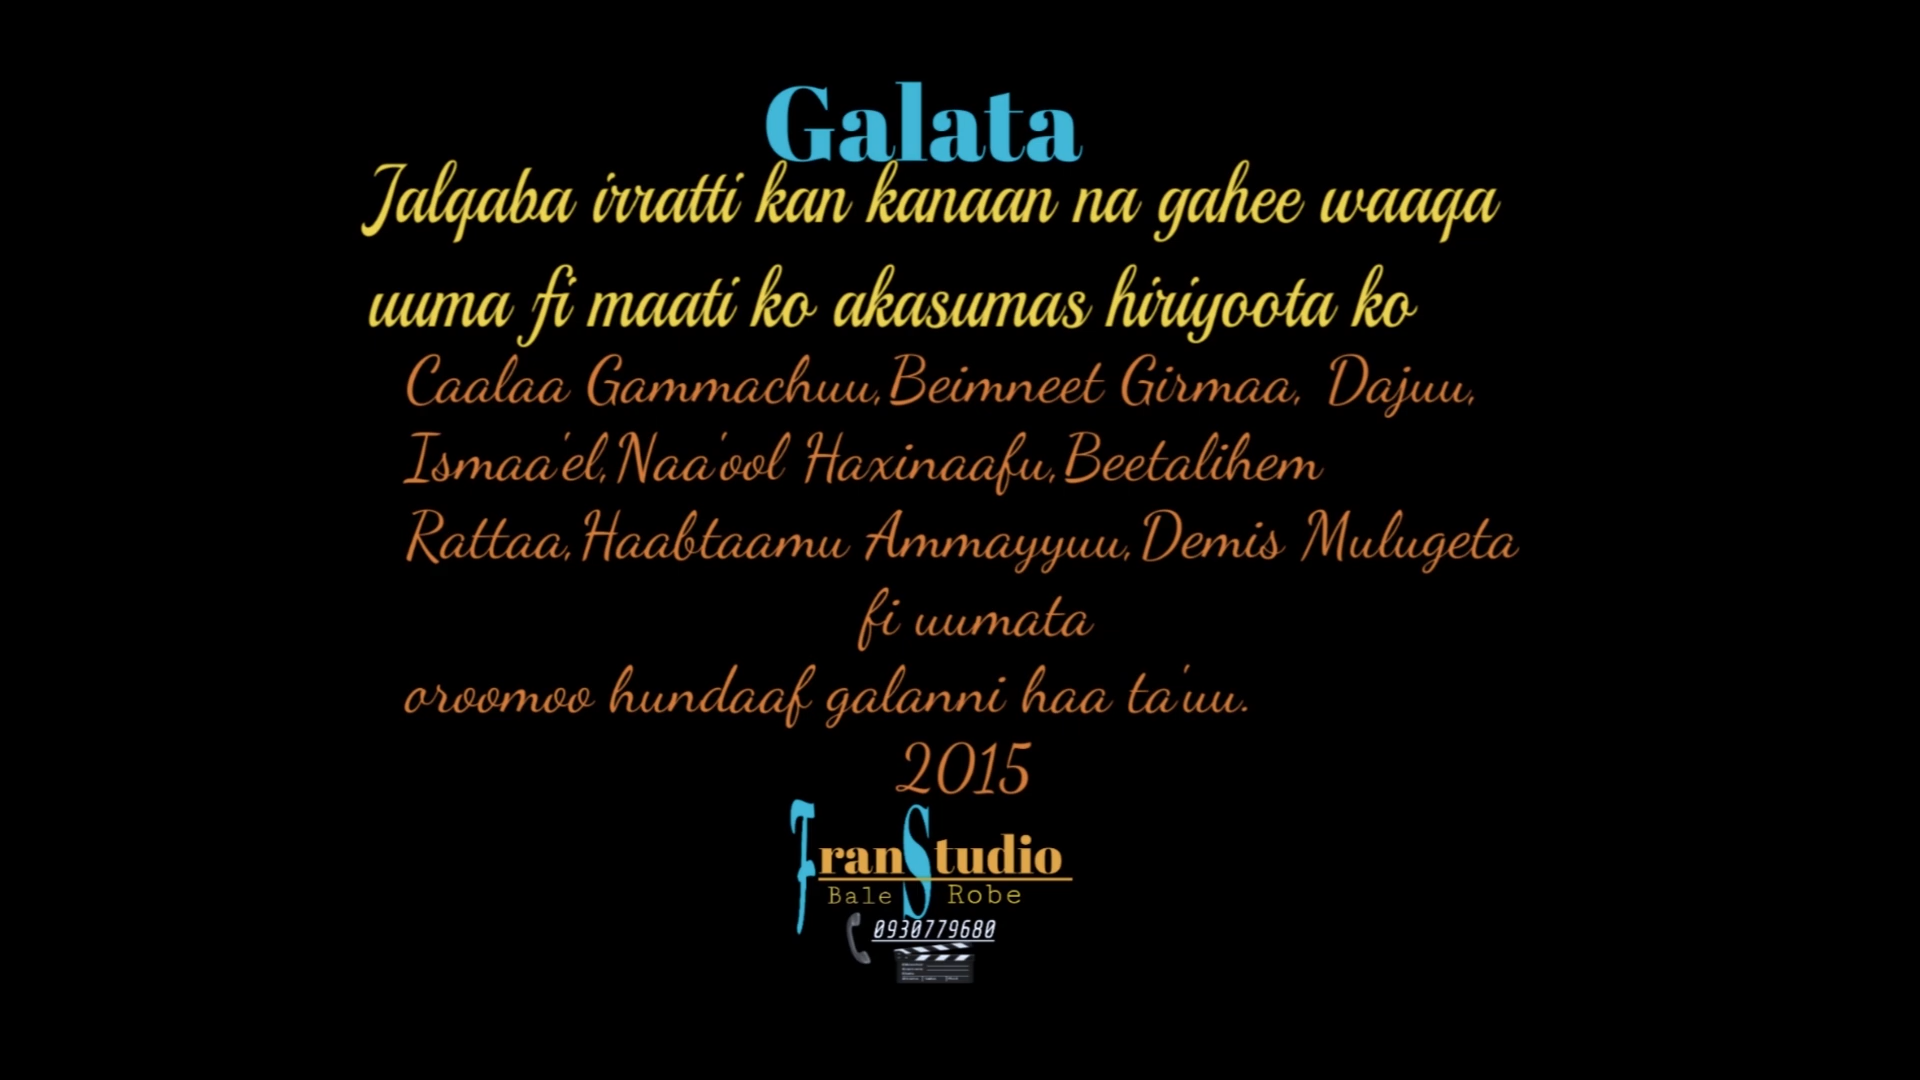 Galata
Jalqaba irratti kan kanaan na gahee waaqa
uuma fi maati ko akasumas hiriyoota ko
Caalaa Gammachuu,Beimneet Girmaa, Dajuu,
Ismaa'el,Naa'ool Haxinaafu,Beetalihem
Rattaa,Haabtaamu Ammayyuu,Demis Mulugeta
fi uumata
oroomoo hundaaf galanni haa ta'uu.
2015
Fran Studio
Bale Robe
0930779680